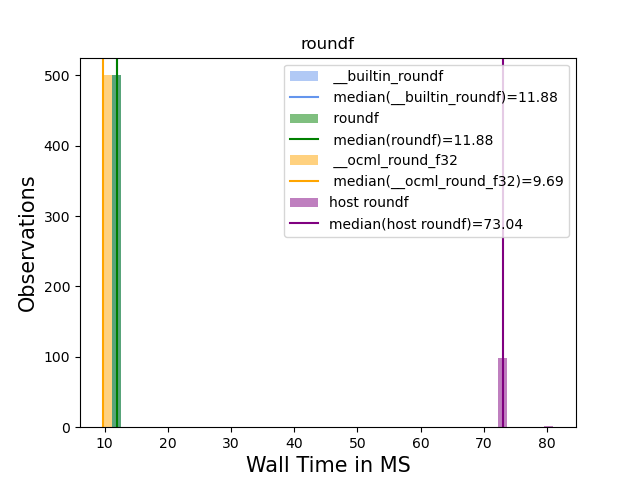 roundf
500
400
300
200
100
0
Observations
__builtin_roundf
median(__builtin_roundf)=11.88
roundf
median(roundf)=11.88
__ocml_round_f32
median(__ocml_round_f32)=9.69
host roundf
median(host roundf)=73.04
10 20 30 40 50 60 70 80
Wall Time in MS